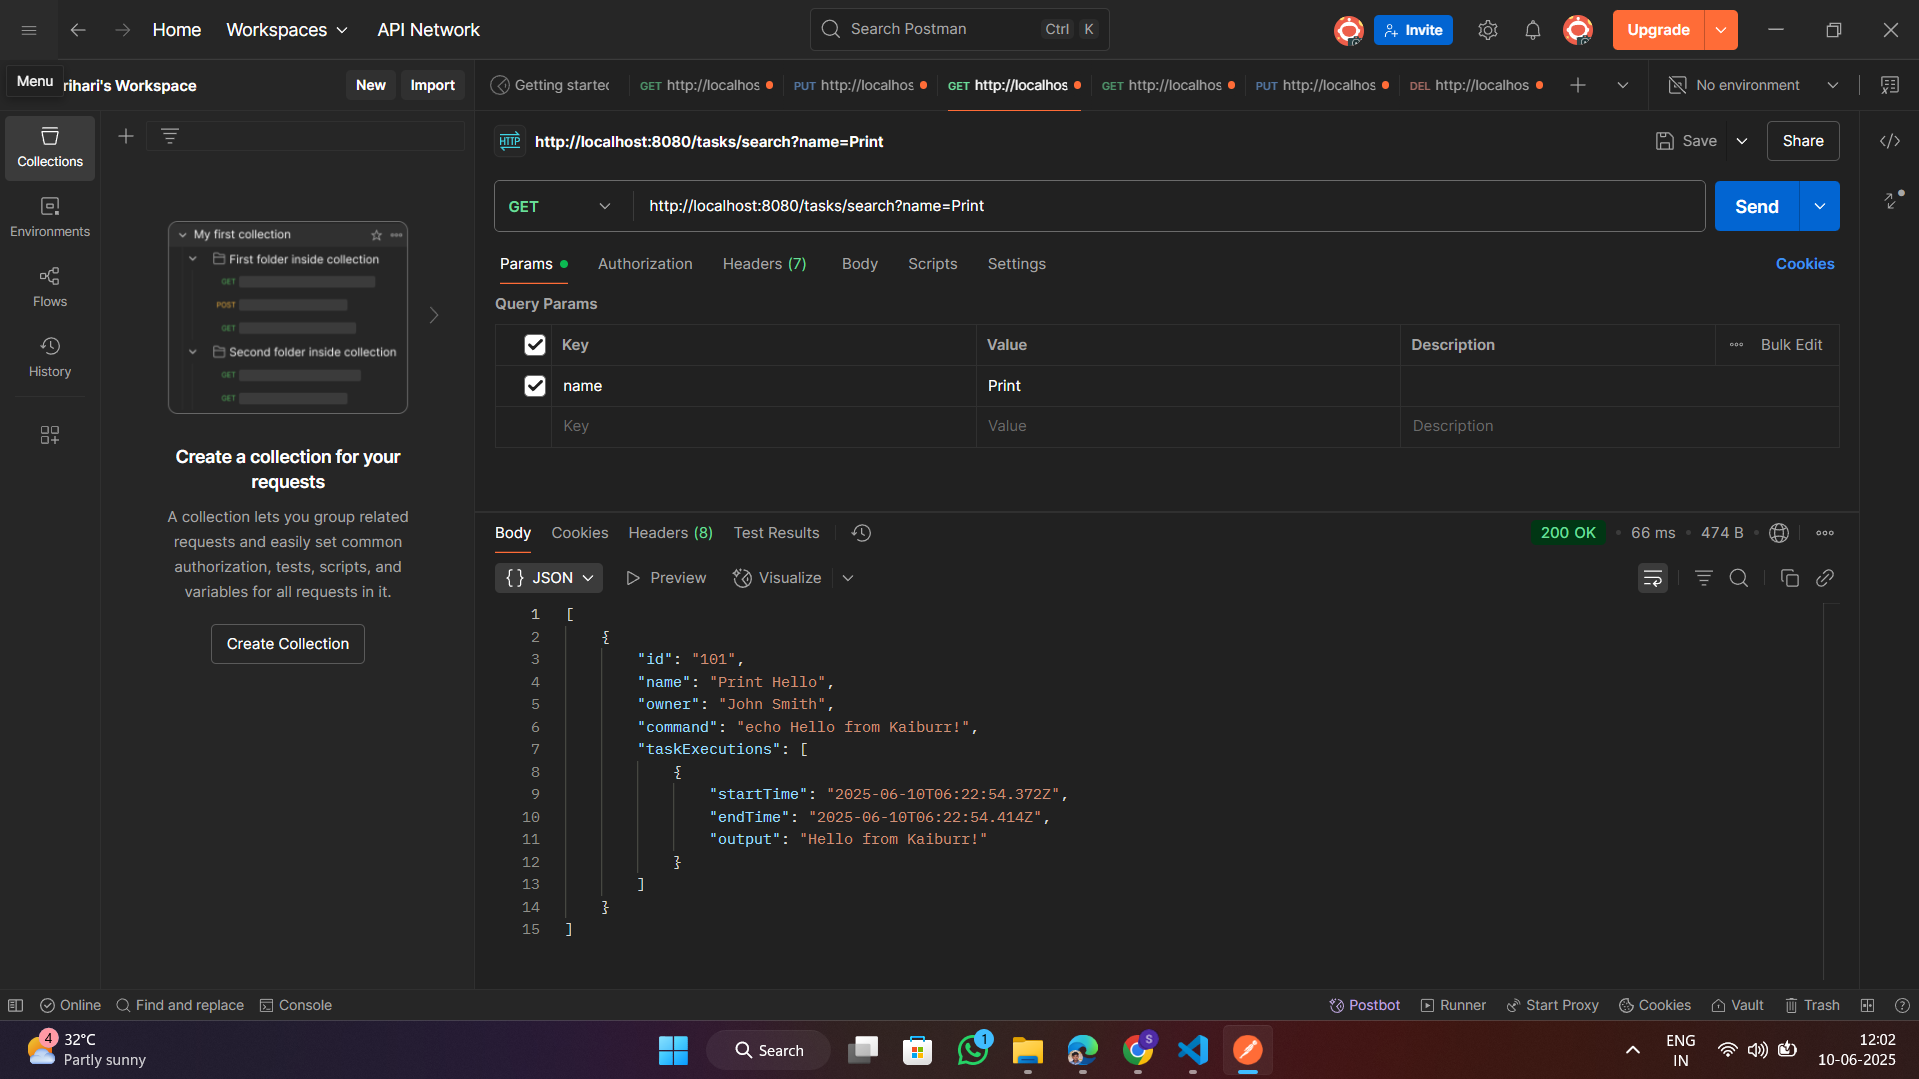 Home
Workspaces
API Network
Search Postman
Ctrl
K
Invite
Upgrade
Menu
rihari's Workspace
New
Import
Getting started
GET http://localhos
PUT http://localhos
GET http://localhos
GET http://localhos
PUT http://localhos
DEL http://localhos
No environment
Collections
Environments
Flows
History
My first collection
First folder inside collection
GET
POST
GET
Second folder inside collection
GET
GET
Create a collection for your
requests
A collection lets you group related
requests and easily set common
authorization, tests, scripts, and
variables for all requests in it.
Create Collection
HTTP
http://localhost:8080/tasks/search?name=Print
Save
Share
GET
http://localhost:8080/tasks/search?name=Print
Send
Params
Authorization
Headers (7)
Body
Scripts
Settings
Cookies
Query Params
Key
Value
Description
Bulk Edit
name
Print
Key
Value
Description
Body
Cookies
Headers (8)
Test Results
200 OK
66 ms
474 B
{} JSON
Preview
Visualize
1 [
2 {
3 "id": "101",
4 "name": "Print Hello",
5 "owner": "John Smith",
6 "command": "echo Hello from Kaiburr!",
7 "taskExecutions": [
8 {
9 "startTime": "2025-06-10T06:22:54.372Z",
10 "endTime": "2025-06-10T06:22:54.414Z",
11 "output": "Hello from Kaiburr!"
12 }
13 ]
14 }
15 ]
Online
Find and replace
Console
Postbot
Runner
Start Proxy
Cookies
Vault
Trash
4
32°C
Partly sunny
Search
1
S
ENG
IN
12:02
10-06-2025